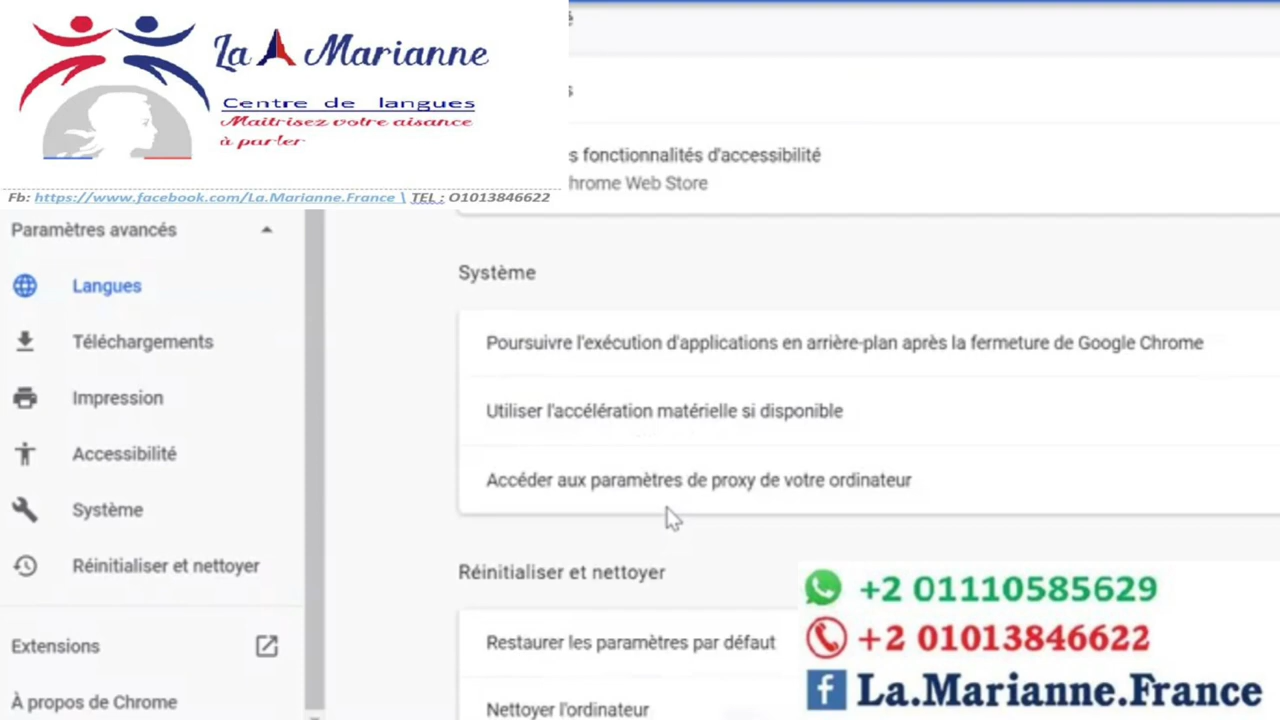 La Marianne
Centre de langues
Maitrisez votre aisance
à parler
Fb: https://www.facebook.com/La.Marianne.France \ TEL : O1013846622
s fonctionnalités d'accessibilité
hrome Web Store
Paramètres avancés
Langues
Téléchargements
Impression
Accessibilité
Système
Réinitialiser et nettoyer
Extensions
À propos de Chrome
Système
Poursuivre l'exécution d'applications en arrière-plan après la fermeture de Google Chrome
Utiliser l'accélération matérielle si disponible
Accéder aux paramètres de proxy de votre ordinateur
Réinitialiser et nettoyer
Restaurer les paramètres par défaut
Nettoyer l'ordinateur
+2 01110585629
+2 01013846622
La.Marianne.France